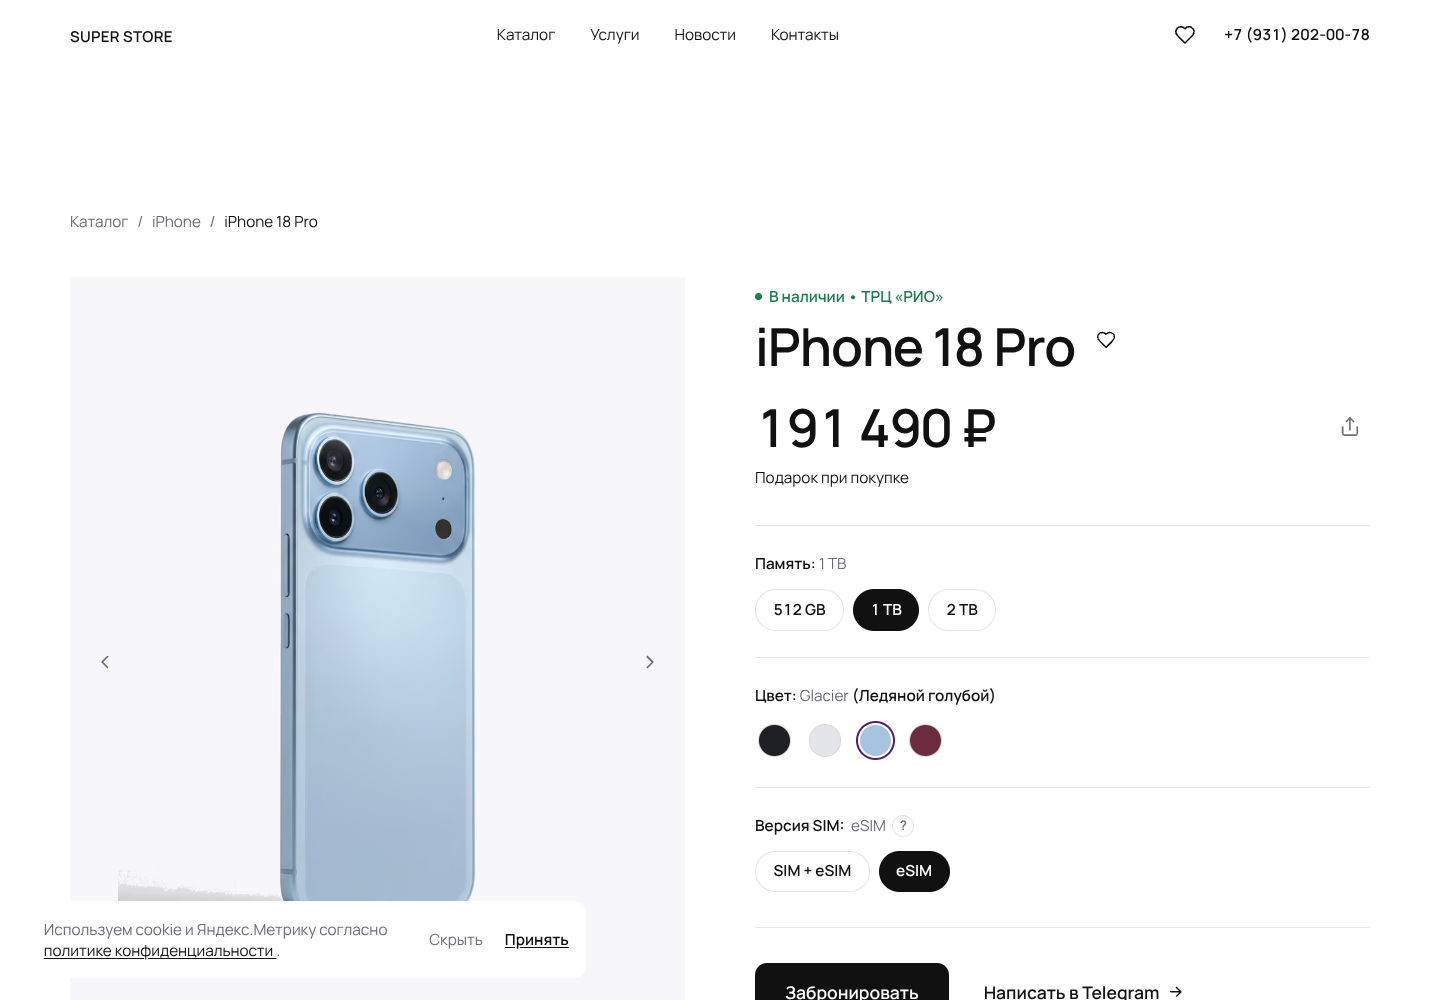 SUPER STORE
Каталог
Услуги
Новости
Контакты
+7 (931) 202-00-78
Каталог / iPhone / iPhone 18 Pro
В наличии • ТРЦ «РИО»
iPhone 18 Pro
191 490 ₽
Подарок при покупке
Память: 1 TB
512 GB
1 TB
2 TB
Цвет: Glacier (Ледяной голубой)
Версия SIM: eSIM ?
SIM + eSIM
eSIM
Используем cookie и Яндекс.Метрику согласно
политике конфиденциальности .
Скрыть
Принять
Забронировать
Написать в Telegram →